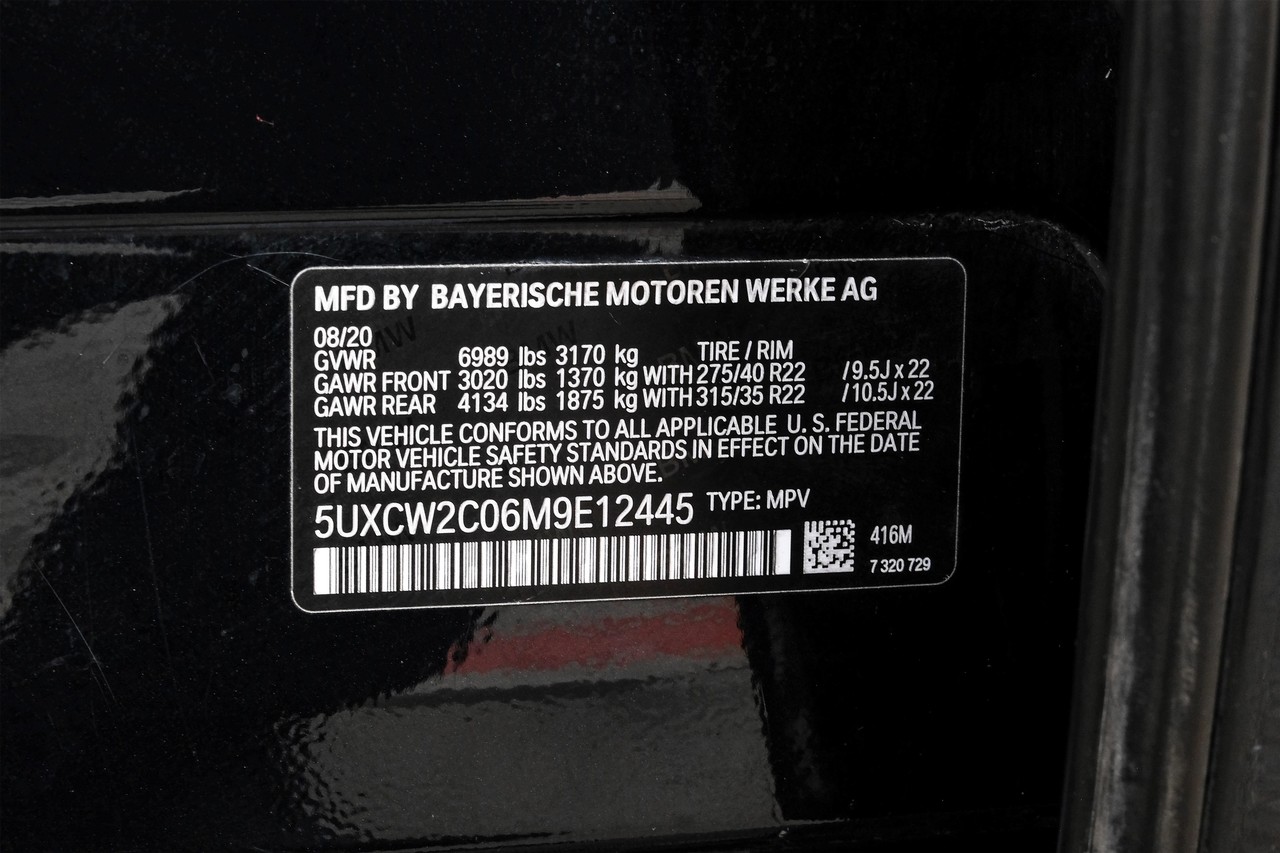 MFD BY BAYERISCHE MOTOREN WERKE AG
08/20
GVWR 6989 lbs 3170 kg TIRE / RIM
GAWR FRONT 3020 lbs 1370 kg WITH 275/40 R22 /9.5J x 22
GAWR REAR 4134 lbs 1875 kg WITH 315/35 R22 /10.5J x 22
THIS VEHICLE CONFORMS TO ALL APPLICABLE U. S. FEDERAL
MOTOR VEHICLE SAFETY STANDARDS IN EFFECT ON THE DATE
OF MANUFACTURE SHOWN ABOVE.
5UXCW2C06M9E12445 TYPE: MPV
416M
7 320 729